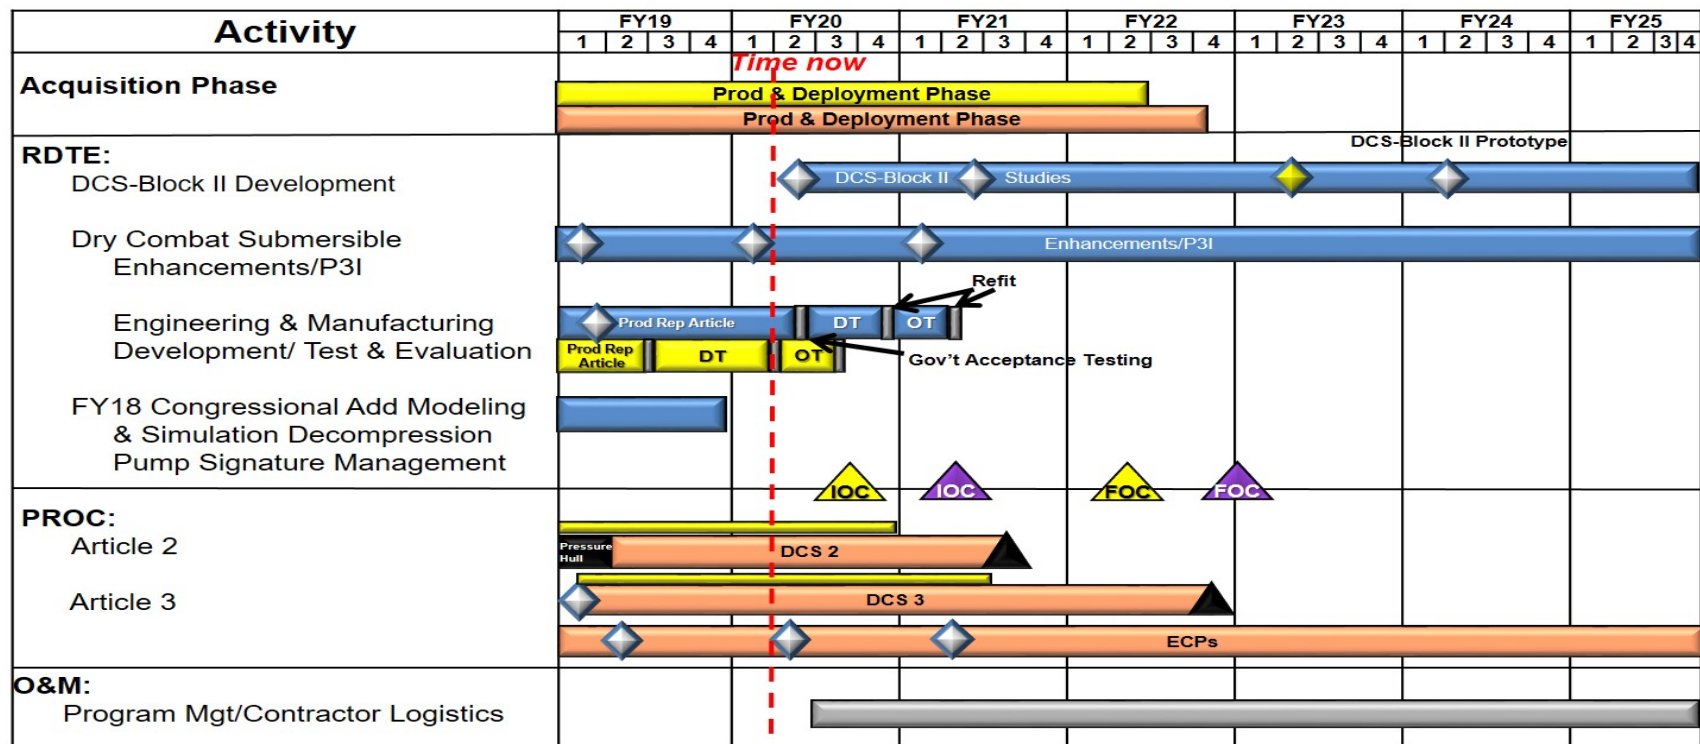 Activity
FY19 FY20 FY21 FY22 FY23 FY24 FY25
1 2 3 4 1 2 3 4 1 2 3 4 1 2 3 4 1 2 3 4 1 2 3 4 1 2 3 4
Time now
Acquisition Phase
Prod & Deployment Phase
Prod & Deployment Phase
RDTE:
DCS-Block II Prototype
DCS-Block II Development
DCS-Block II Studies
Dry Combat Submersible
Enhancements/P3I
Enhancements/P3I
Refit
Engineering & Manufacturing
Development/ Test & Evaluation
Prod Rep Article DT OT
Prod Rep
Article
DT OT
Gov't Acceptance Testing
FY18 Congressional Add Modeling
& Simulation Decompression
Pump Signature Management
IOC IOC FOC FOC
PROC:
Article 2
Pressure
Hull
DCS 2
Article 3
DCS 3
ECPs
O&M:
Program Mgt/Contractor Logistics